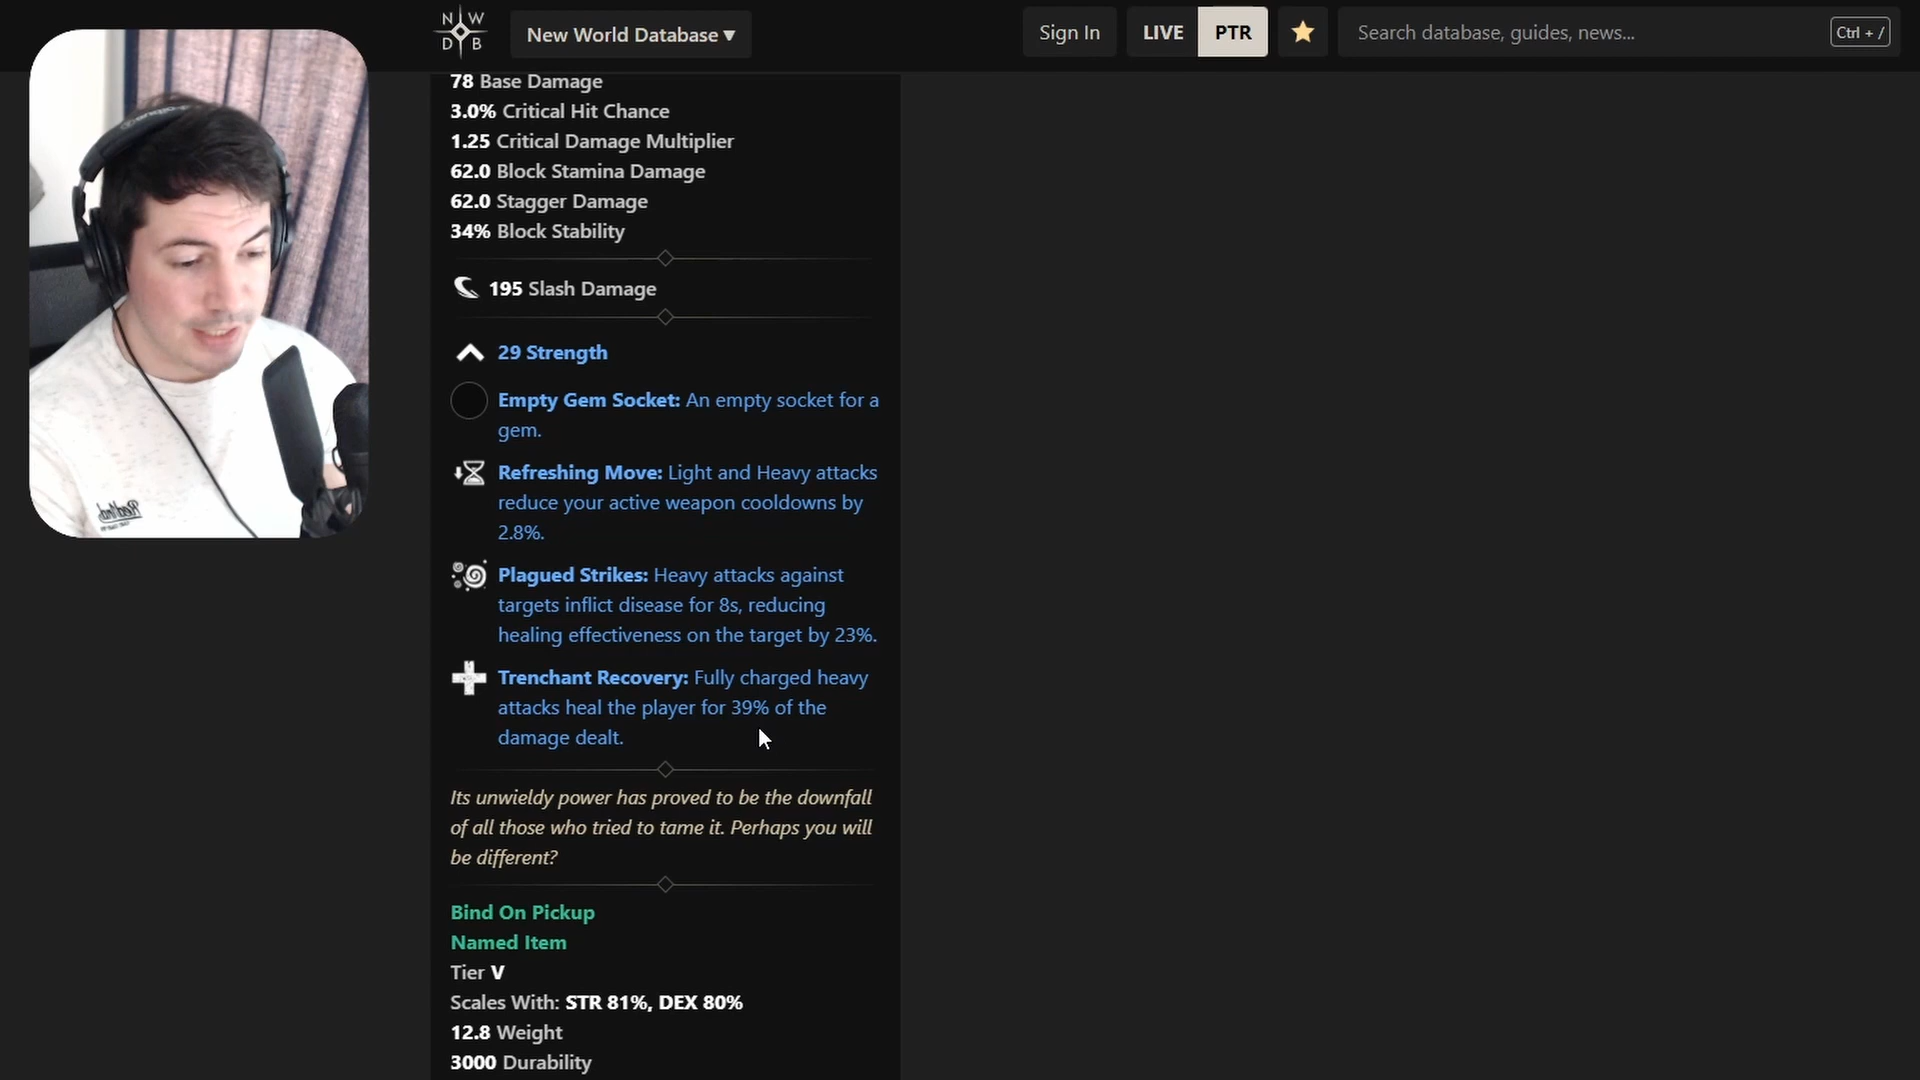 N W
D B
New World Database ▼
Sign In
LIVE
PTR
Search database, guides, news...
Ctrl + /
78 Base Damage
3.0% Critical Hit Chance
1.25 Critical Damage Multiplier
62.0 Block Stamina Damage
62.0 Stagger Damage
34% Block Stability
195 Slash Damage
29 Strength
Empty Gem Socket: An empty socket for a
gem.
Refreshing Move: Light and Heavy attacks
reduce your active weapon cooldowns by
2.8%.
Plagued Strikes: Heavy attacks against
targets inflict disease for 8s, reducing
healing effectiveness on the target by 23%.
Trenchant Recovery: Fully charged heavy
attacks heal the player for 39% of the
damage dealt.
Its unwieldy power has proved to be the downfall
of all those who tried to tame it. Perhaps you will
be different?
Bind On Pickup
Named Item
Tier V
Scales With: STR 81%, DEX 80%
12.8 Weight
3000 Durability